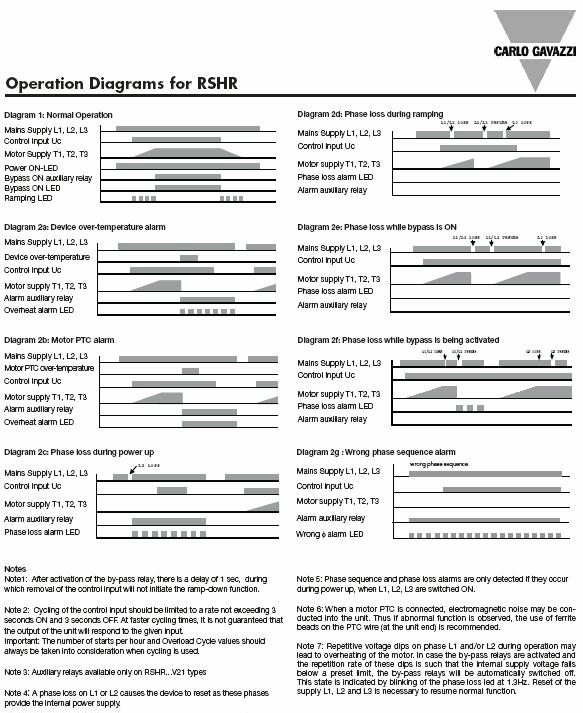 CARLO GAVAZZI
Operation Diagrams for RSHR
Diagram 1: Normal Operation
Mains Supply L1, L2, L3
Control Input Uc
Motor Supply T1, T2, T3
Power ON-LED
Bypass ON auxiliary relay
Bypass ON LED
Ramping LED
Diagram 2a: Device over-temperature alarm
Mains Supply L1, L2, L3
Device over-temperature
Control Input Uc
Motor supply T1, T2, T3
Alarm auxiliary relay
Overheat alarm LED
Diagram 2b: Motor PTC alarm
Mains Supply L1, L2, L3
Motor PTC over-temperature
Control Input Uc
Motor supply T1, T2, T3
Alarm auxiliary relay
Overheat alarm LED
Diagram 2c: Phase loss during power up
L3 LOSS
Mains Supply L1, L2, L3
Control Input Uc
Motor supply T1, T2, T3
Alarm auxiliary relay
Phase loss alarm LED
Diagram 2d: Phase loss during ramping
L1/L2 LOSS L1/L2 RESUME L3 LOSS
Mains Supply L1, L2, L3
Control Input Uc
Motor supply T1, T2, T3
Phase loss alarm LED
Alarm auxiliary relay
Diagram 2e: Phase loss while bypass is ON
L1/L2 LOSS L1/L2 RESUME L3 LOSS
Mains Supply L1, L2, L3
Control Input Uc
Motor supply T1, T2, T3
Phase loss alarm LED
Alarm auxiliary relay
Diagram 2f: Phase loss while bypass is being activated
Mains Supply L1, L2, L3
Control Input Uc
Motor supply T1, T2, T3
Phase loss alarm LED
Alarm auxiliary relay
Diagram 2g : Wrong phase sequence alarm
wrong phase sequence
Mains Supply L1, L2, L3
Control Input Uc
Motor supply T1, T2, T3
Alarm auxiliary relay
Wrong ϕ alarm LED
Notes
Note1: After activation of the by-pass relay, there is a delay of 1 sec, during
which removal of the control input will not initiate the ramp-down function.
Note 2: Cycling of the control input should be limited to a rate not exceeding 3
seconds ON and 3 seconds OFF. At faster cycling times, it is not guaranteed that
the output of the unit will respond to the given input.
Important: The number of starts per hour and Overload Cycle values should
always be taken into consideration when cycling is used.
Note 3: Auxiliary relays available only on RSHR...V21 types
Note 4: A phase loss on L1 or L2 causes the device to reset as these phases
provide the internal power supply.
Note 5: Phase sequence and phase loss alarms are only detected if they occur
during power up, when L1, L2, L3 are switched ON.
Note 6: When a motor PTC is connected, electromagnetic noise may be con-
ducted into the unit. Thus if abnormal function is observed, the use of ferrite
beads on the PTC wire (at the unit end) is recommended.
Note 7: Repetitive voltage dips on phase L1 and/or L2 during operation may
lead to overheating of the motor. In case the by-pass relays are activated and
the repetition rate of these dips is such that the internal supply voltage falls
below a preset limit, the by-pass relays will be automatically switched off.
This state is indicated by blinking of the phase loss led at 1.3Hz. Reset of the
supply L1, L2 and L3 is necessary to resume normal function.